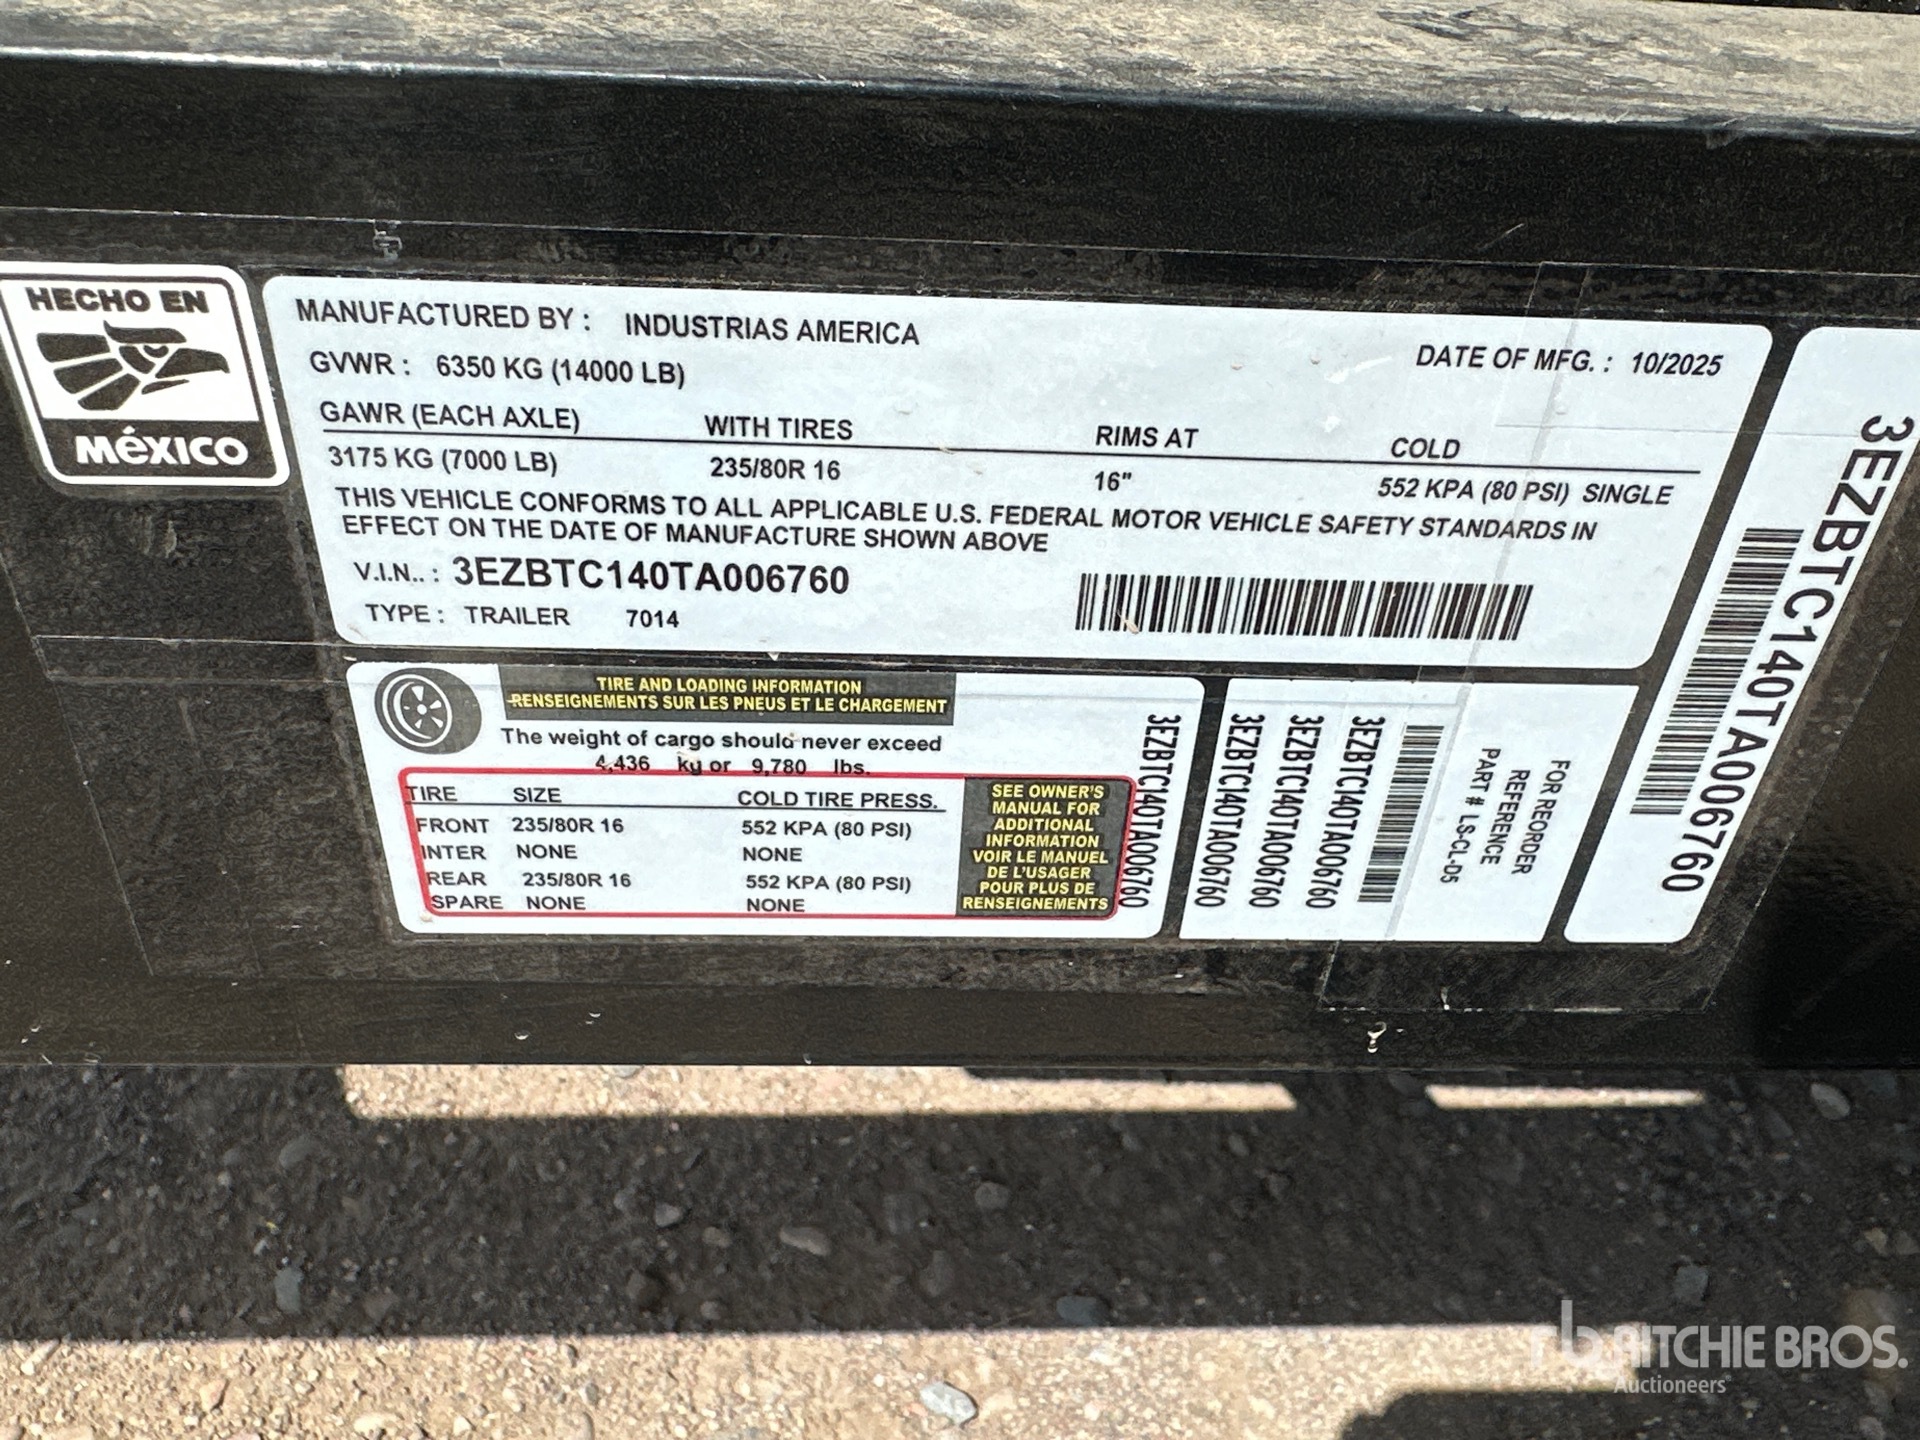 HECHO EN
MéXICO
MANUFACTURED BY : INDUSTRIAS AMERICA
GVWR : 6350 KG (14000 LB)
DATE OF MFG. : 10/2025
GAWR (EACH AXLE) WITH TIRES RIMS AT COLD
3175 KG (7000 LB) 235/80R 16 16" 552 KPA (80 PSI) SINGLE
THIS VEHICLE CONFORMS TO ALL APPLICABLE U.S. FEDERAL MOTOR VEHICLE SAFETY STANDARDS IN
EFFECT ON THE DATE OF MANUFACTURE SHOWN ABOVE
V.I.N.. : 3EZBTC140TA006760
TYPE : TRAILER 7014
TIRE AND LOADING INFORMATION
RENSEIGNEMENTS SUR LES PNEUS ET LE CHARGEMENT
The weight of cargo should never exceed
4,436 kg or 9,780 lbs.
TIRE SIZE COLD TIRE PRESS.
FRONT 235/80R 16 552 KPA (80 PSI)
INTER NONE NONE
REAR 235/80R 16 552 KPA (80 PSI)
SPARE NONE NONE
SEE OWNER'S
MANUAL FOR
ADDITIONAL
INFORMATION
VOIR LE MANUEL
DE L'USAGER
POUR PLUS DE
RENSEIGNEMENTS
3EZBTC140TA006760
3EZBTC140TA006760
3EZBTC140TA006760
3EZBTC140TA006760
FOR REORDER
REFERENCE
PART # LS-CL-D5
3EZBTC140TA006760
rb RITCHIE BROS.
Auctioneers